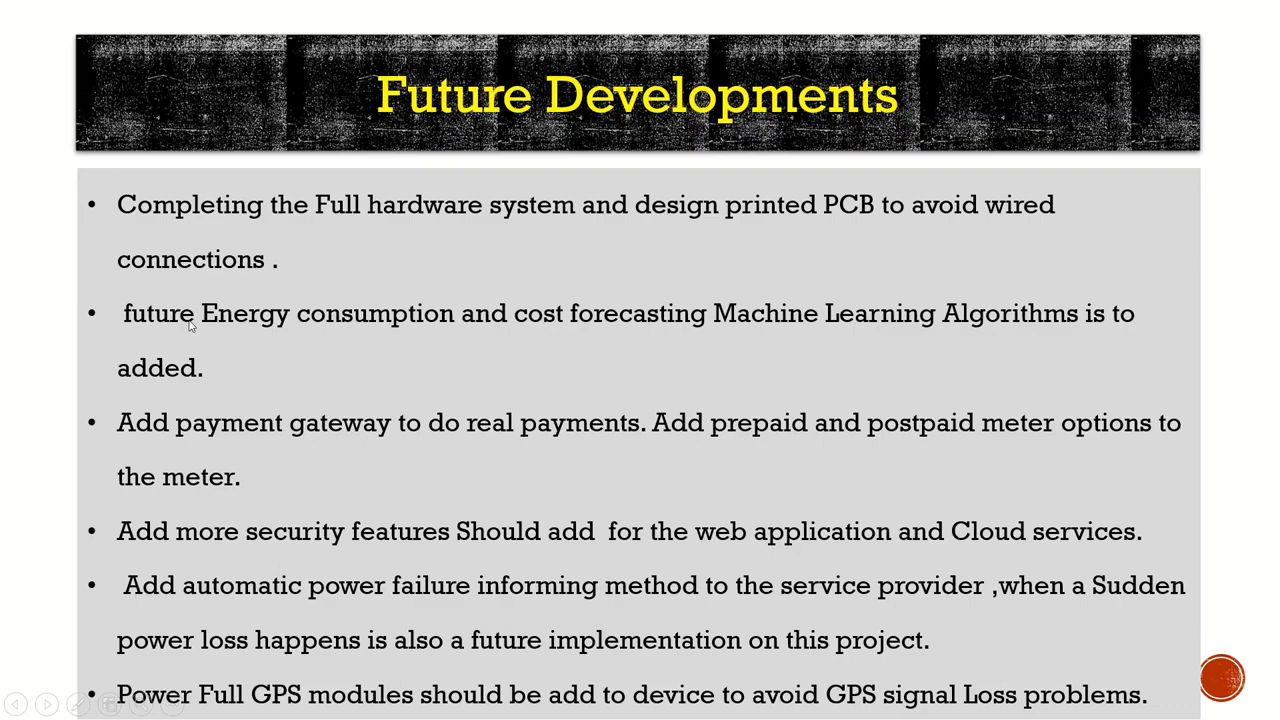 Future Developments
• Completing the Full hardware system and design printed PCB to avoid wired
connections .
• future Energy consumption and cost forecasting Machine Learning Algorithms is to
added.
• Add payment gateway to do real payments. Add prepaid and postpaid meter options to
the meter.
• Add more security features Should add  for the web application and Cloud services.
• Add automatic power failure informing method to the service provider ,when a Sudden
power loss happens is also a future implementation on this project.
• Power Full GPS modules should be add to device to avoid GPS signal Loss problems.